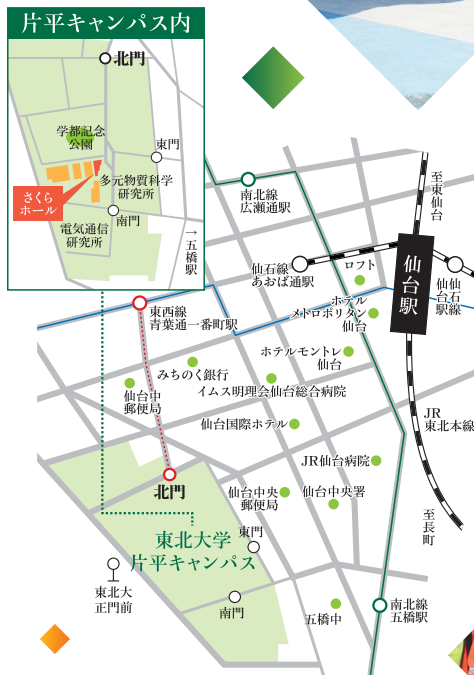 片平キャンパス内
北門
学都記念
公園
東門
多元物質科学
研究所
さくら
ホール
南門
電気通信
研究所
→五橋駅
至東仙台
南北線
広瀬通駅
仙石線
あおば通駅
ロフト
仙台駅
仙石線
仙台駅
東西線
青葉通一番町駅
ホテル
メトロポリタン
仙台
ホテルモントレ
仙台
みちのく銀行
イムス明理会仙台総合病院
仙台中
郵便局
仙台国際ホテル
JR
東北本線
JR仙台病院
北門
仙台中央
郵便局
仙台中央署
至長町
東北大学
片平キャンパス
東門
東北大
正門前
南門
五橋中
南北線
五橋駅